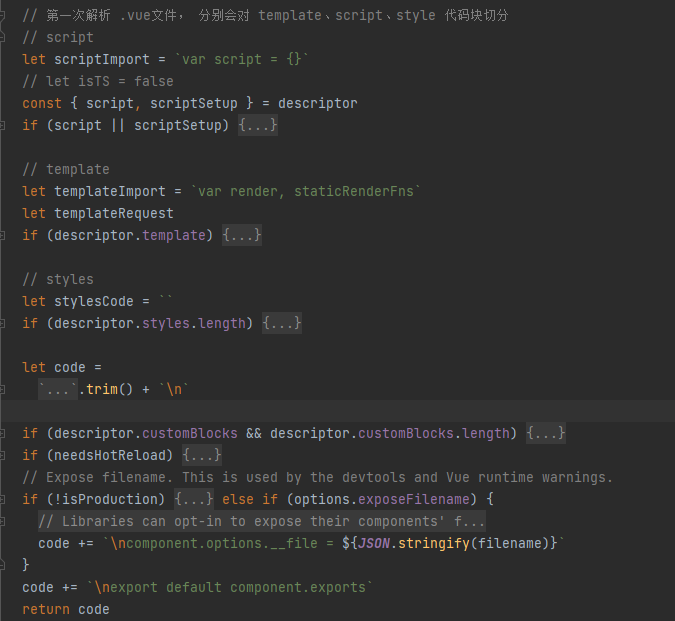 // 第一次解析 .vue文件， 分别会对 template、script、style 代码块切分
// script
let scriptImport = `var script = {}`
// let isTS = false
const { script, scriptSetup } = descriptor
if (script || scriptSetup) {...}
// template
let templateImport = `var render, staticRenderFns`
let templateRequest
if (descriptor.template) {...}
// styles
let stylesCode = ``
if (descriptor.styles.length) {...}
let code =
`...`.trim() + `\n`
if (descriptor.customBlocks && descriptor.customBlocks.length) {...}
if (needsHotReload) {...}
// Expose filename. This is used by the devtools and Vue runtime warnings.
if (!isProduction) {...} else if (options.exposeFilename) {
// Libraries can opt-in to expose their components' f...
code += `\ncomponent.options.__file = ${JSON.stringify(filename)}`
}
code += `\nexport default component.exports`
return code